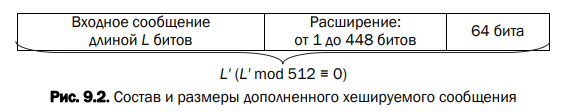 Входное сообщение
длиной L битов
Расширение:
от 1 до 448 битов
64 бита
L' (L' mod 512 ≡ 0)
Рис. 9.2. Состав и размеры дополненного хешируемого сообщения